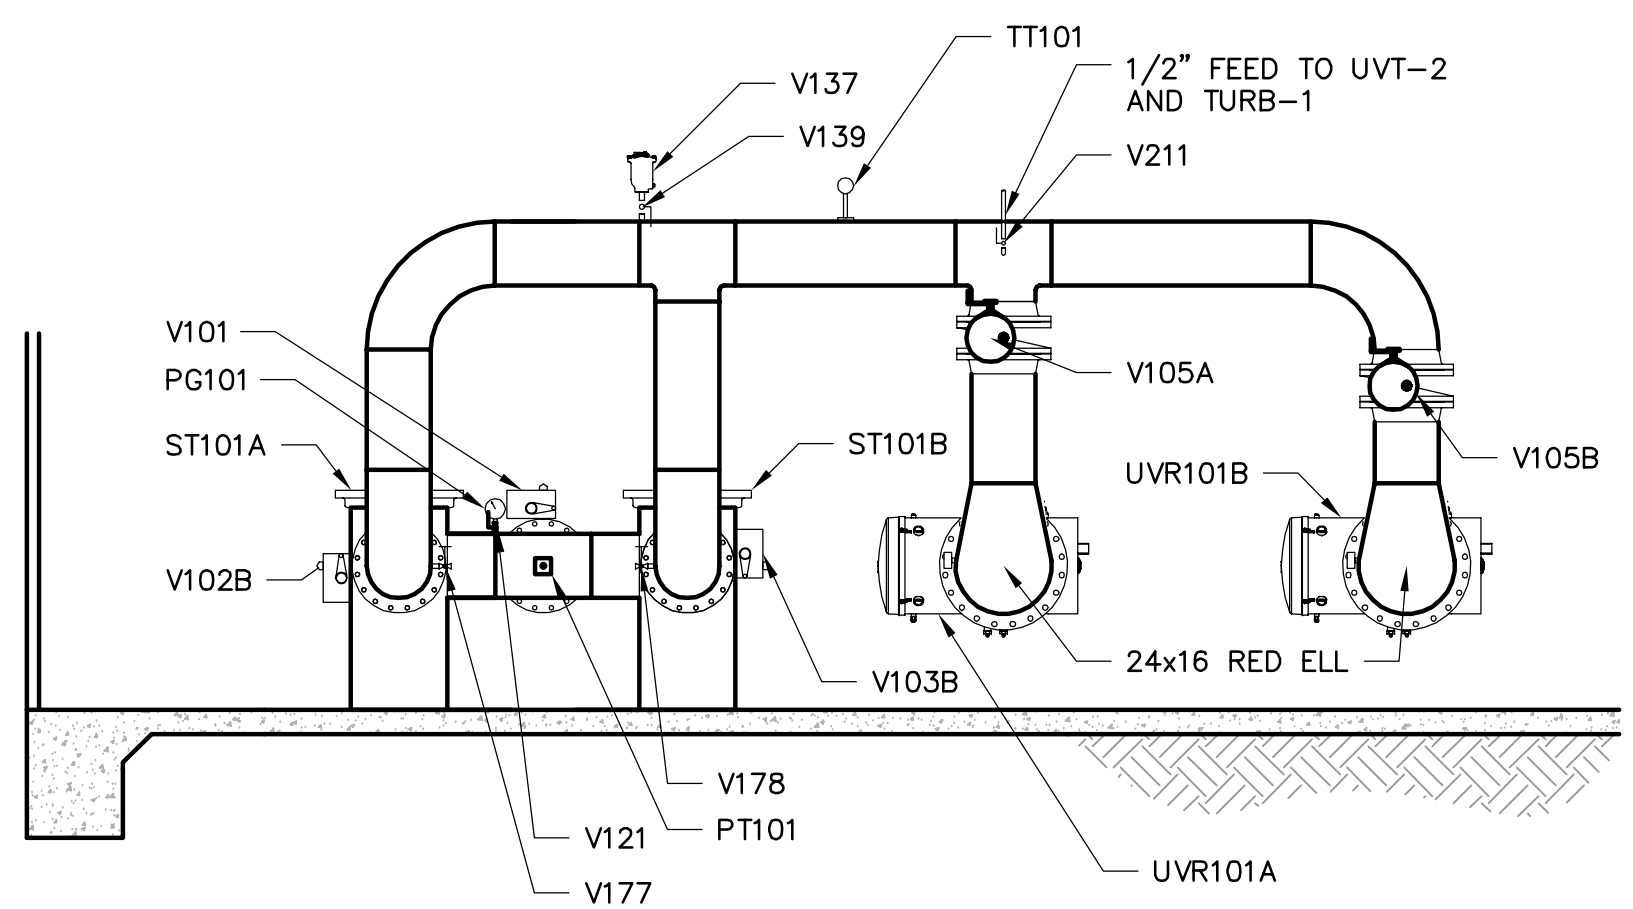 TT101
1/2” FEED TO UVT-2
AND TURB-1
V137
V139
V211
V101
PG101
V105A
ST101A
ST101B
V105B
UVR101B
V102B
24x16 RED ELL
V103B
V178
PT101
V121
UVR101A
V177